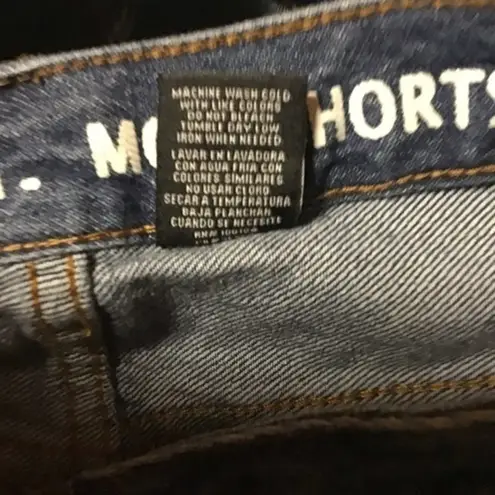 MACHINE WASH COLD
WITH LIKE COLORS
DO NOT BLEACH
TUMBLE DRY LOW
IRON WHEN NEEDED
LAVAR EN LAVADORA
CON AGUA FRIA CON
COLORES SIMILARES
NO USAR CLORO
SECAR A TEMPERATURA
BAJA PLANCHAR
CUANDO SE NECESITE
HORTS